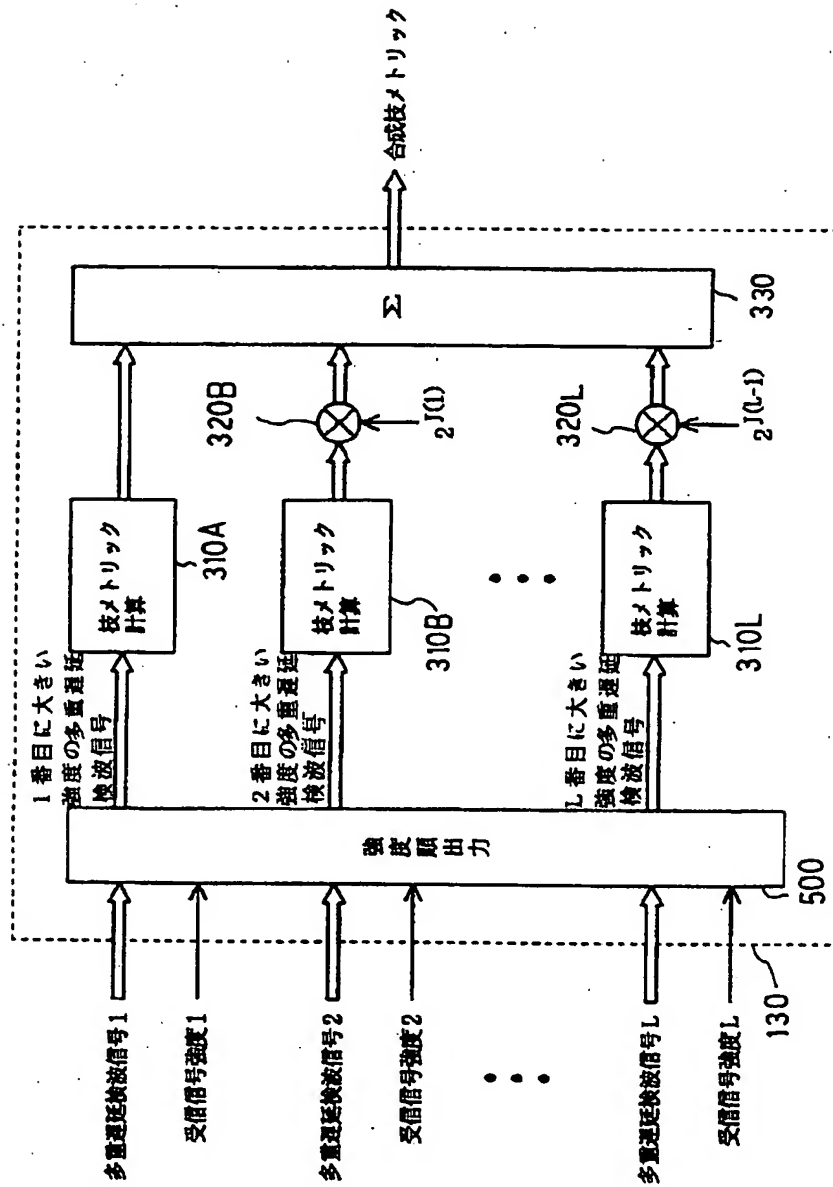 多重遅延検波信号1
受信信号強度1
多重遅延検波信号2
受信信号強度2
多重遅延検波信号L
受信信号強度L
130
強度順出力
500
1番目に大きい
強度の多重遅延
検波信号
枝メトリック
計算
310A
2番目に大きい
強度の多重遅延
検波信号
枝メトリック
計算
310B
320B
2^J(1)
L番目に大きい
強度の多重遅延
検波信号
枝メトリック
計算
310L
320L
2^J(L-1)
Σ
330
合成枝メトリック